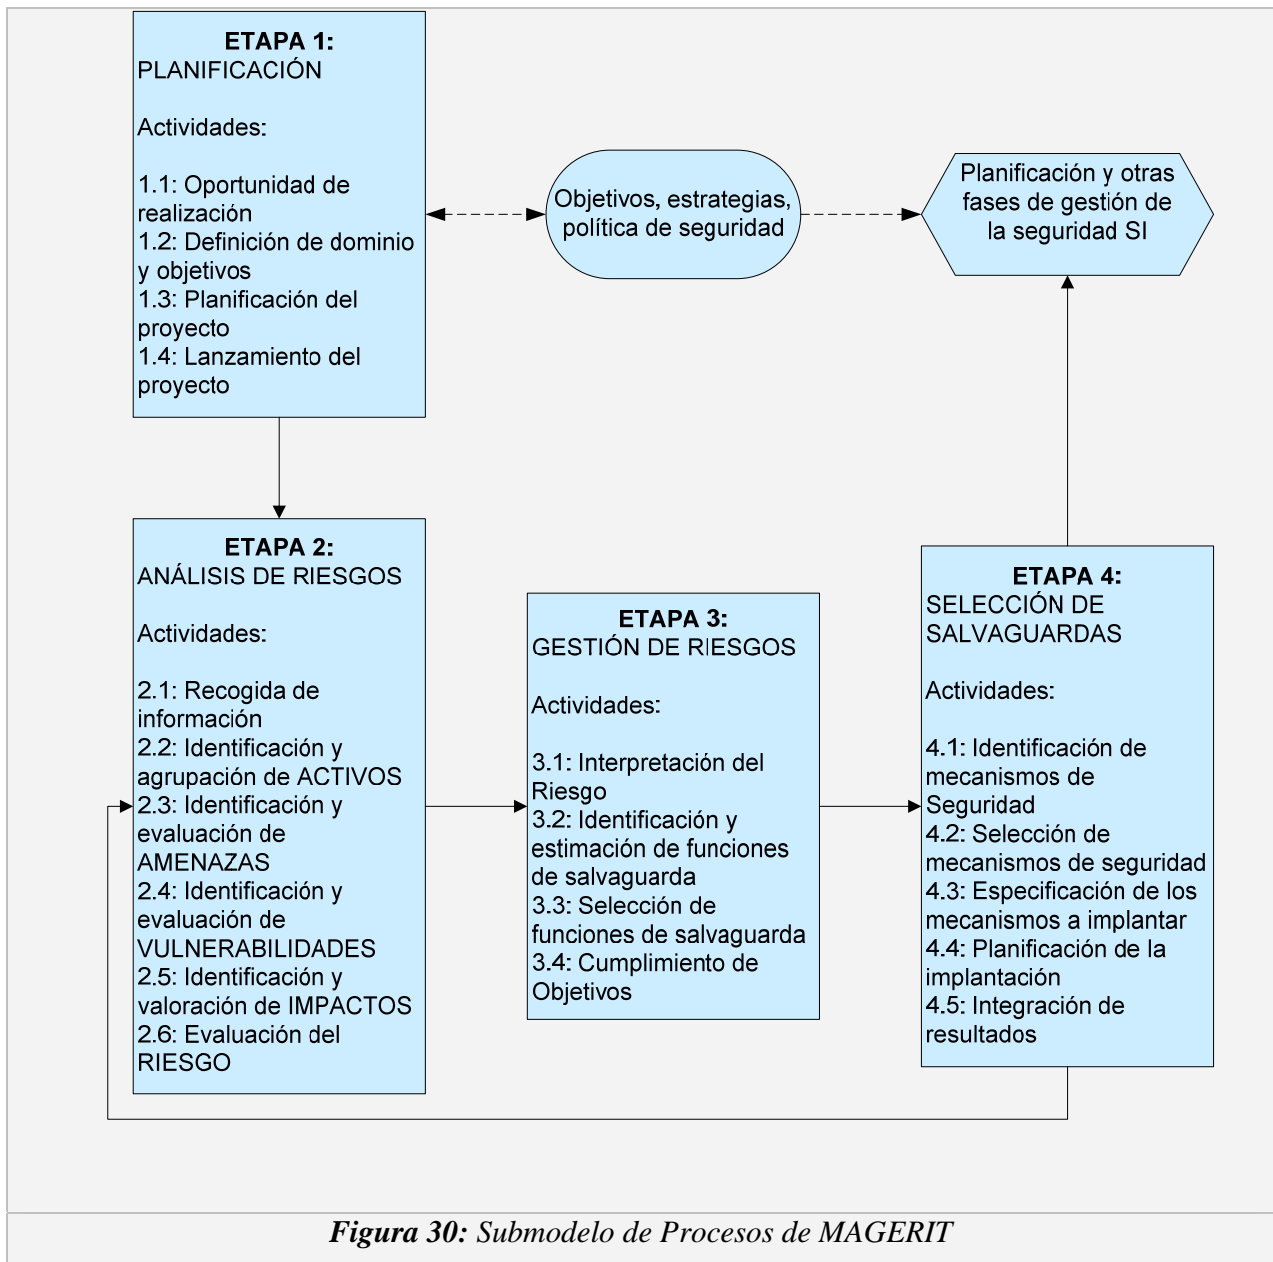 ETAPA 1:
PLANIFICACIÓN
Actividades:
1.1: Oportunidad de
realización
1.2: Definición de dominio
y objetivos
1.3: Planificación del
proyecto
1.4: Lanzamiento del
proyecto
Objetivos, estrategias,
política de seguridad
Planificación y otras
fases de gestión de
la seguridad SI
ETAPA 2:
ANÁLISIS DE RIESGOS
Actividades:
2.1: Recogida de
información
2.2: Identificación y
agrupación de ACTIVOS
2.3: Identificación y
evaluación de
AMENAZAS
2.4: Identificación y
evaluación de
VULNERABILIDADES
2.5: Identificación y
valoración de IMPACTOS
2.6: Evaluación del
RIESGO
ETAPA 3:
GESTIÓN DE RIESGOS
Actividades:
3.1: Interpretación del
Riesgo
3.2: Identificación y
estimación de funciones
de salvaguarda
3.3: Selección de
funciones de salvaguarda
3.4: Cumplimiento de
Objetivos
ETAPA 4:
SELECCIÓN DE
SALVAGUARDAS
Actividades:
4.1: Identificación de
mecanismos de
Seguridad
4.2: Selección de
mecanismos de seguridad
4.3: Especificación de los
mecanismos a implantar
4.4: Planificación de la
implantación
4.5: Integración de
resultados
Figura 30: Submodelo de Procesos de MAGERIT